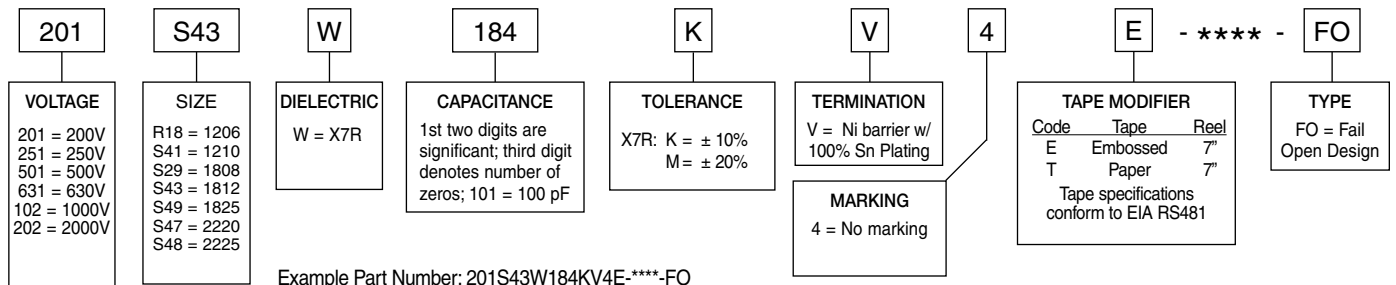 201 S43 W 184 K V 4 E - **** - FO
VOLTAGE
201 = 200V
251 = 250V
501 = 500V
631 = 630V
102 = 1000V
202 = 2000V
SIZE
R18 = 1206
S41 = 1210
S29 = 1808
S43 = 1812
S49 = 1825
S47 = 2220
S48 = 2225
DIELECTRIC
W = X7R
CAPACITANCE
1st two digits are
significant; third digit
denotes number of
zeros; 101 = 100 pF
TOLERANCE
X7R: K = ± 10%
M = ± 20%
TERMINATION
V = Ni barrier w/
100% Sn Plating
MARKING
4 = No marking
TAPE MODIFIER
Code Tape Reel
E Embossed 7"
T Paper 7"
Tape specifications
conform to EIA RS481
TYPE
FO = Fail
Open Design
Example Part Number: 201S43W184KV4E-****-FO